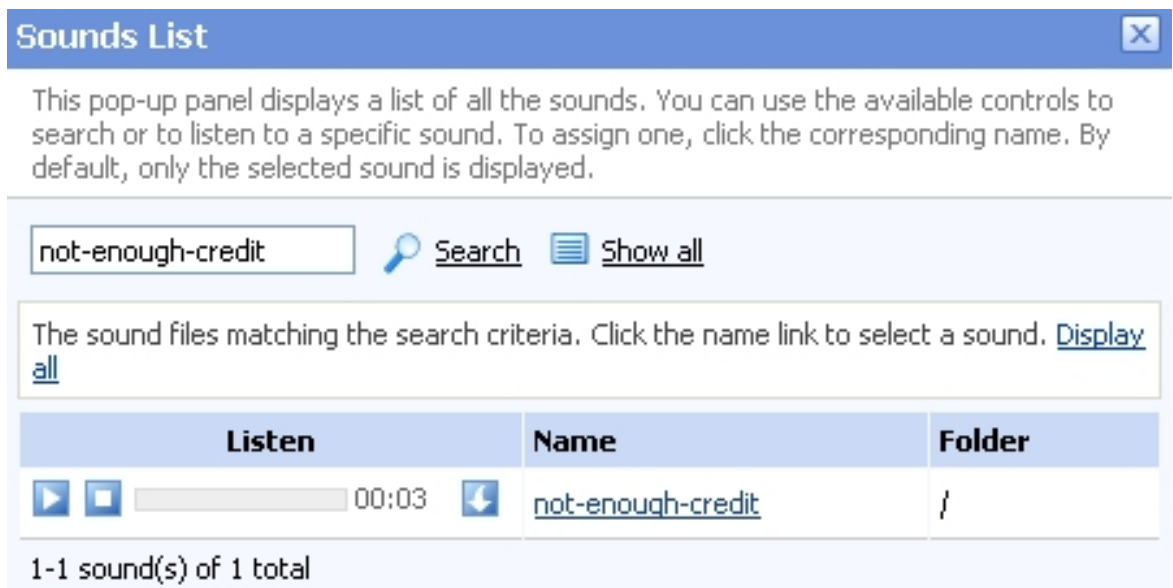 Sounds List
This pop-up panel displays a list of all the sounds. You can use the available controls to
search or to listen to a specific sound. To assign one, click the corresponding name. By
default, only the selected sound is displayed.
not-enough-credit Search Show all
The sound files matching the search criteria. Click the name link to select a sound. Display
all
Listen Name Folder
00:03 not-enough-credit /
1-1 sound(s) of 1 total